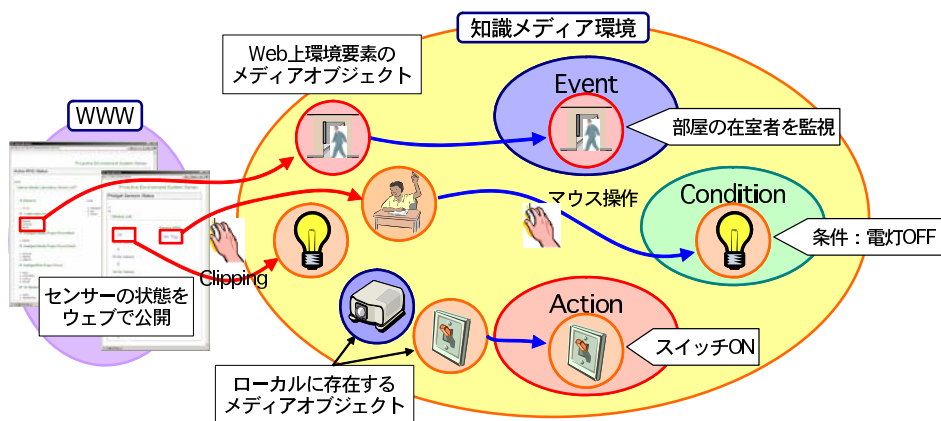 知識メディア環境
Web上環境要素の
メディアオブジェクト
Event
WWW
部屋の在室者を監視
マウス操作
Condition
条件：電灯OFF
Clipping
センサーの状態を
ウェブで公開
Action
スイッチON
ローカルに存在する
メディアオブジェクト